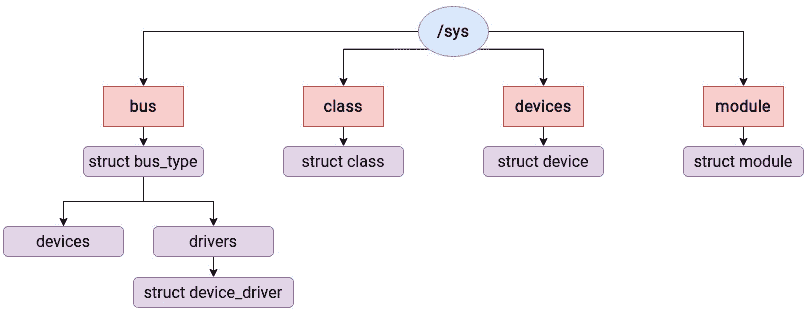 /sys
bus
class
devices
module
struct bus_type
struct class
struct device
struct module
devices
drivers
struct device_driver